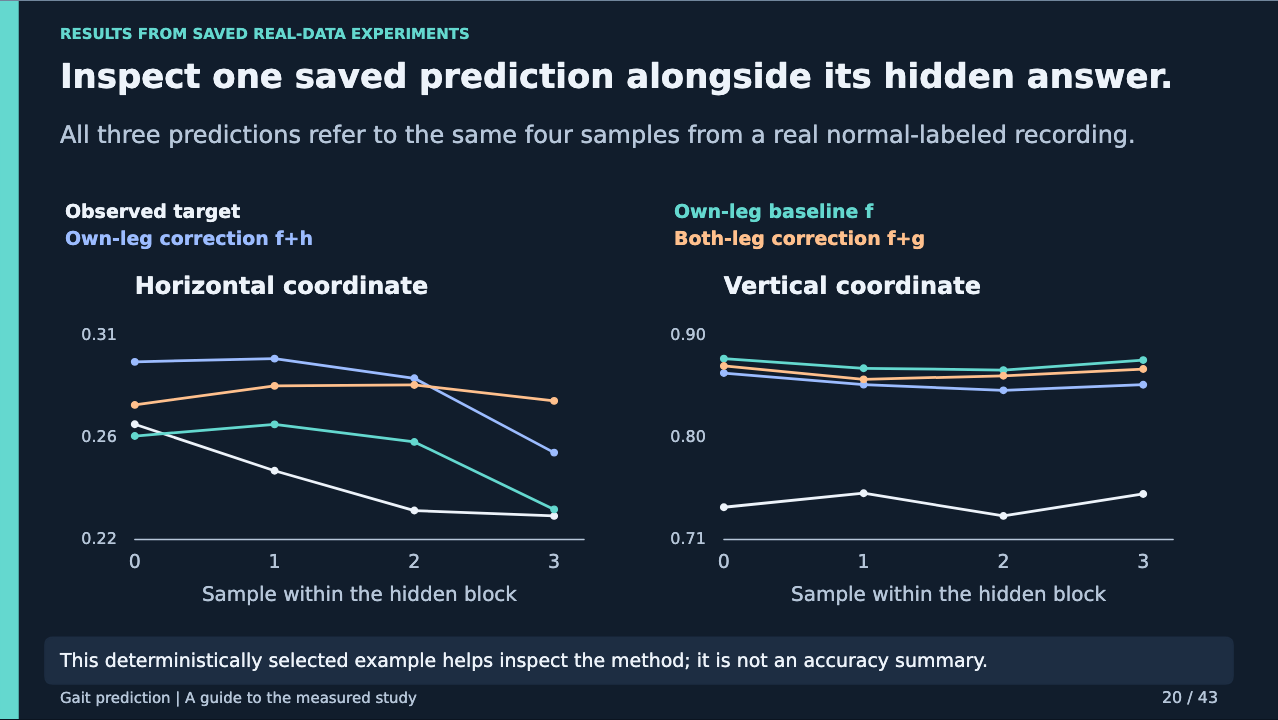 RESULTS FROM SAVED REAL-DATA EXPERIMENTS
Inspect one saved prediction alongside its hidden answer.
All three predictions refer to the same four samples from a real normal-labeled recording.
Observed target
Own-leg correction f+h
Own-leg baseline f
Both-leg correction f+g
Horizontal coordinate
0.31
0.26
0.22
0 1 2 3
Sample within the hidden block
Vertical coordinate
0.90
0.80
0.71
0 1 2 3
Sample within the hidden block
This deterministically selected example helps inspect the method; it is not an accuracy summary.
Gait prediction | A guide to the measured study
20 / 43